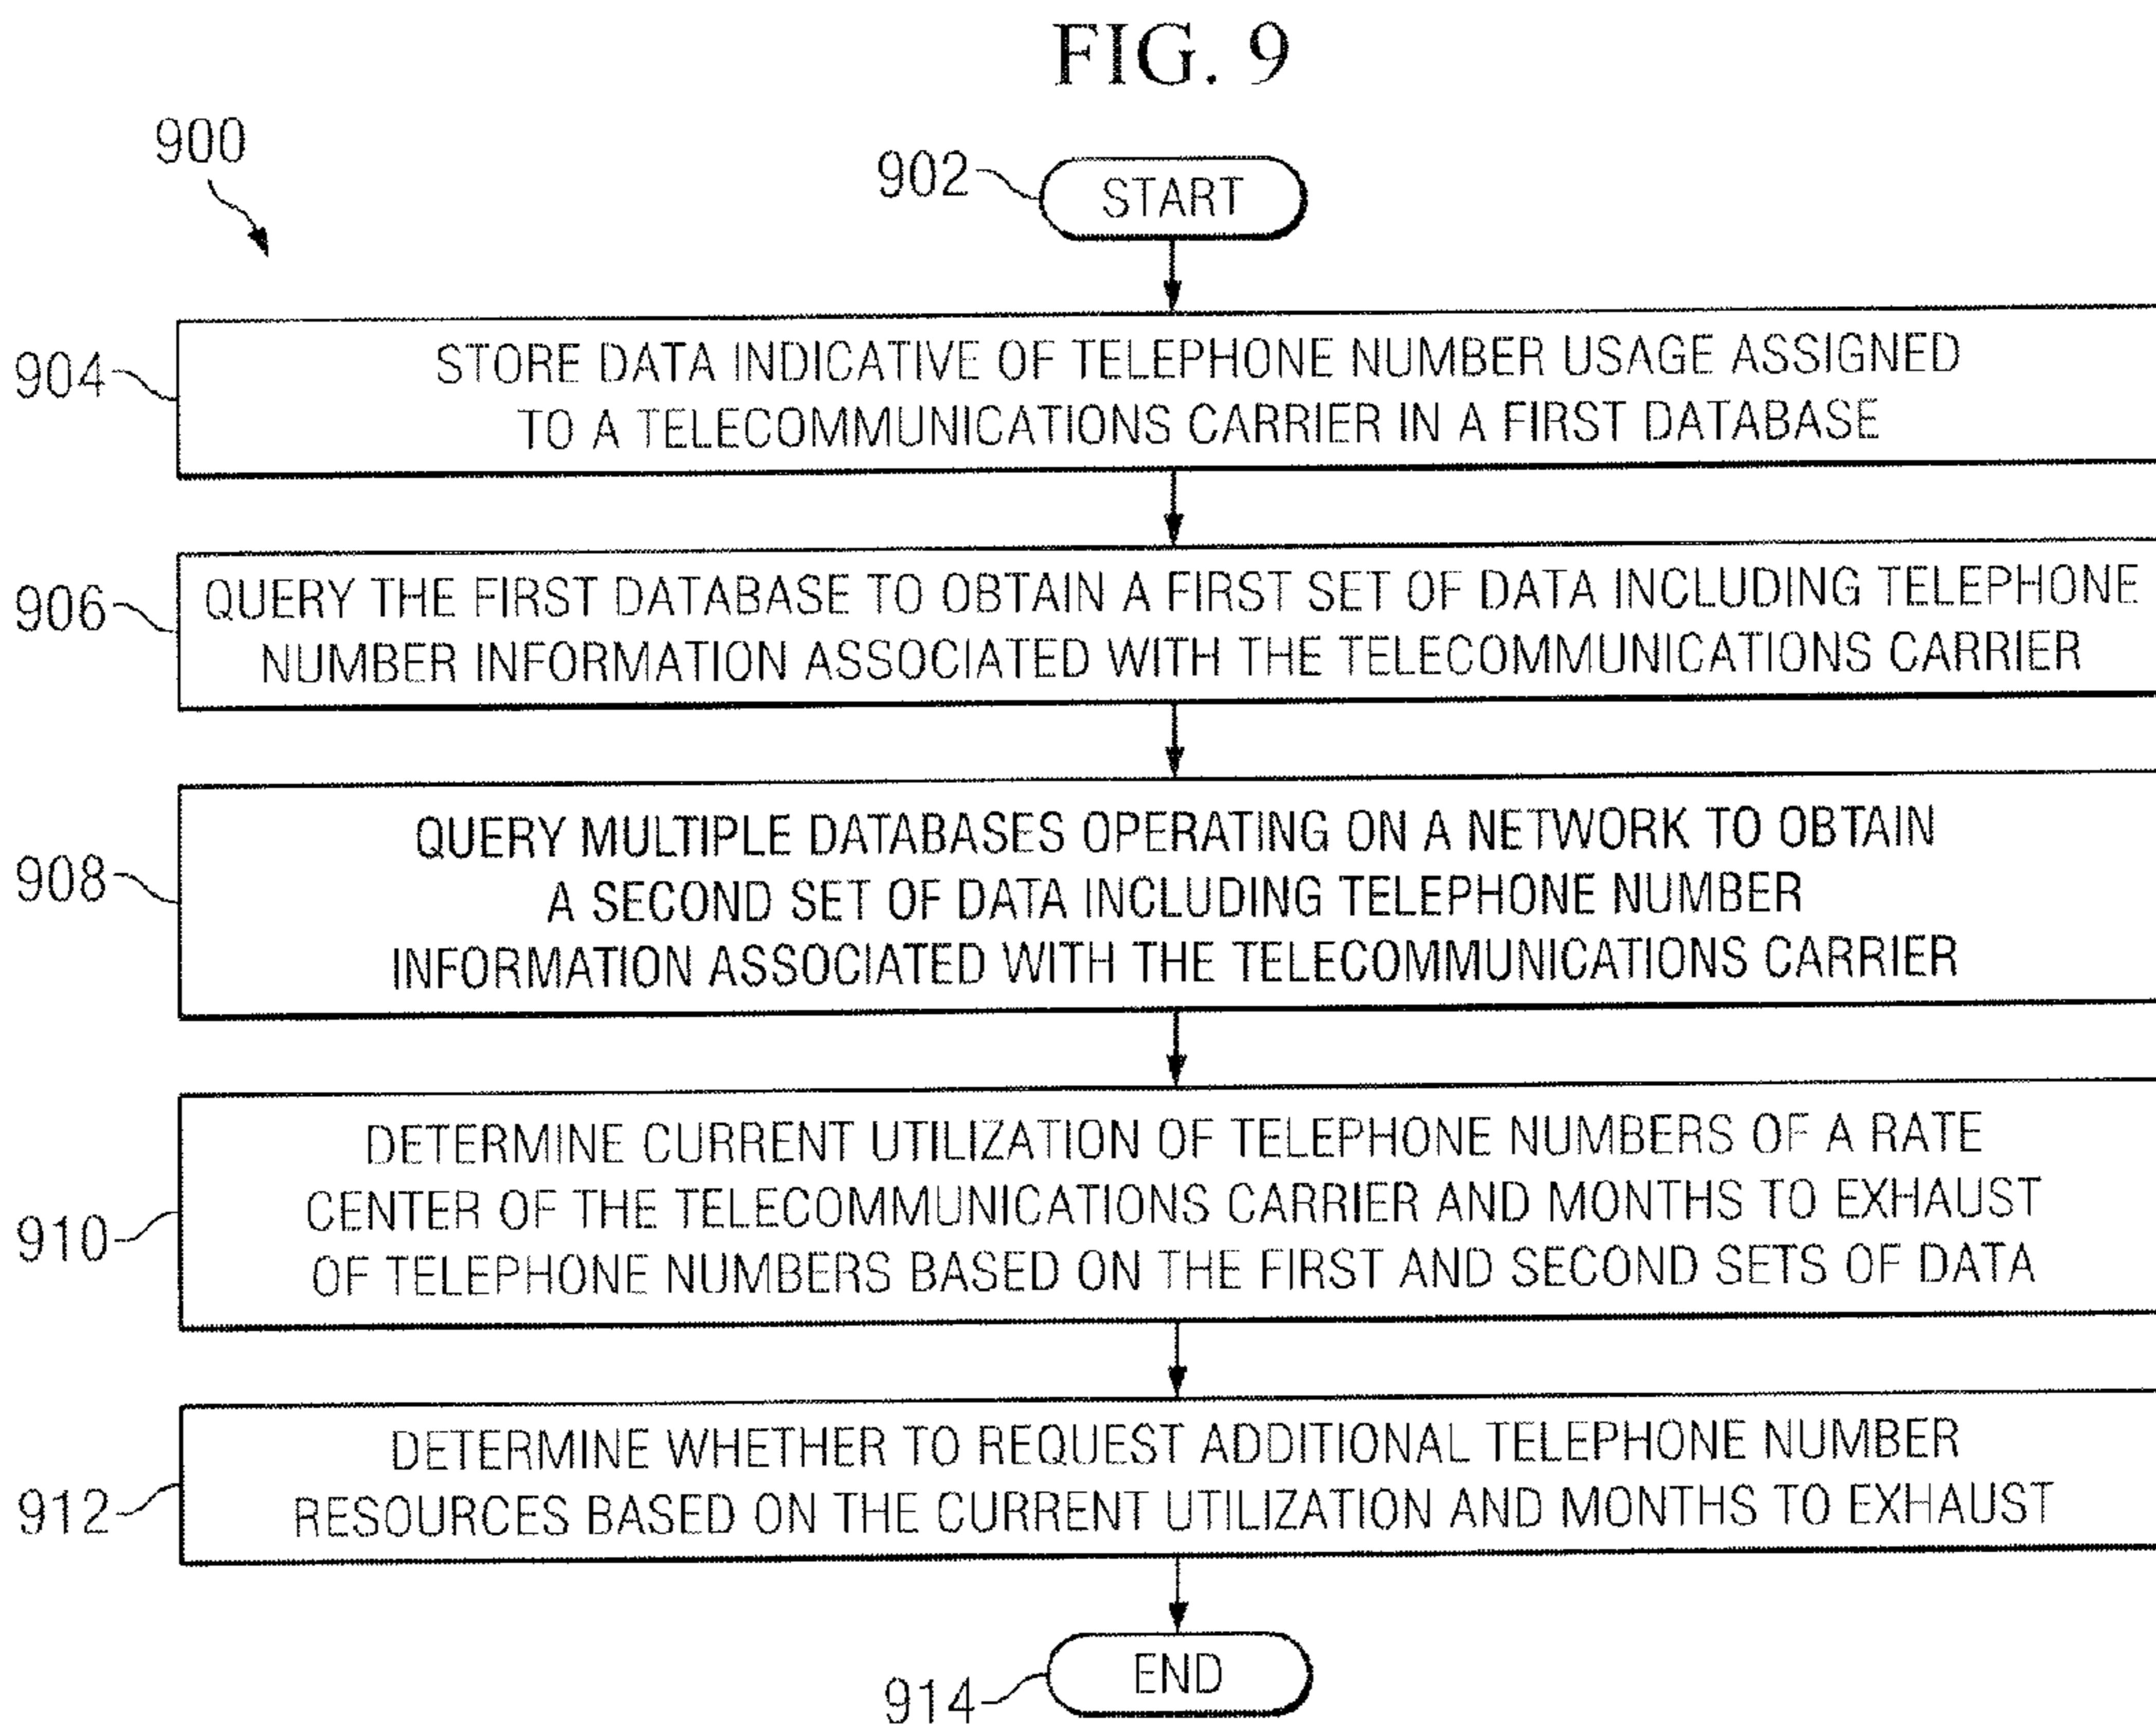 FIG. 9
900
902
START
904
STORE DATA INDICATIVE OF TELEPHONE NUMBER USAGE ASSIGNED
TO A TELECOMMUNICATIONS CARRIER IN A FIRST DATABASE
906
QUERY THE FIRST DATABASE TO OBTAIN A FIRST SET OF DATA INCLUDING TELEPHONE
NUMBER INFORMATION ASSOCIATED WITH THE TELECOMMUNICATIONS CARRIER
908
QUERY MULTIPLE DATABASES OPERATING ON A NETWORK TO OBTAIN
A SECOND SET OF DATA INCLUDING TELEPHONE NUMBER
INFORMATION ASSOCIATED WITH THE TELECOMMUNICATIONS CARRIER
910
DETERMINE CURRENT UTILIZATION OF TELEPHONE NUMBERS OF A RATE
CENTER OF THE TELECOMMUNICATIONS CARRIER AND MONTHS TO EXHAUST
OF TELEPHONE NUMBERS BASED ON THE FIRST AND SECOND SETS OF DATA
912
DETERMINE WHETHER TO REQUEST ADDITIONAL TELEPHONE NUMBER
RESOURCES BASED ON THE CURRENT UTILIZATION AND MONTHS TO EXHAUST
914
END